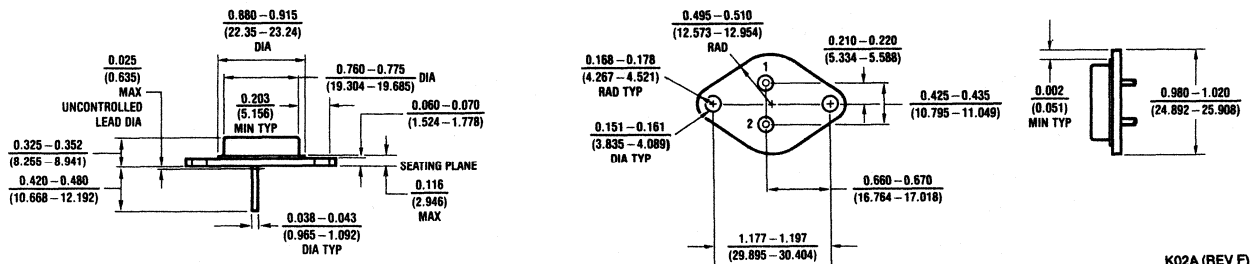 0.880 – 0.915
(22.35 – 23.24)
DIA
0.025
(0.635)
MAX
UNCONTROLLED
LEAD DIA
0.760 – 0.775
(19.304 – 19.685)
DIA
0.203
(5.156)
MIN TYP
0.060 – 0.070
(1.524 – 1.778)
0.325 – 0.352
(8.255 – 8.941)
0.420 – 0.480
(10.668 – 12.192)
SEATING PLANE
0.116
(2.946)
MAX
0.038 – 0.043
(0.965 – 1.092)
DIA TYP
0.495 – 0.510
(12.573 – 12.954)
RAD
0.210 – 0.220
(5.334 – 5.588)
0.168 – 0.178
(4.267 – 4.521)
RAD TYP
1
0.425 – 0.435
(10.795 – 11.049)
0.151 – 0.161
(3.835 – 4.089)
DIA TYP
2
0.660 – 0.670
(16.764 – 17.018)
1.177 – 1.197
(29.895 – 30.404)
0.002
(0.051)
MIN TYP
0.980 – 1.020
(24.892 – 25.908)
K02A (REV E)